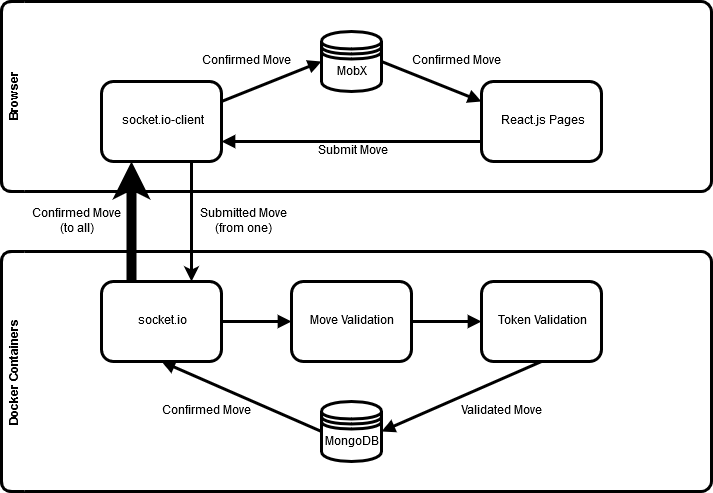 Browser
Confirmed Move
MobX
Confirmed Move
socket.io-client
React.js Pages
Submit Move
Confirmed Move
(to all)
Submitted Move
(from one)
Docker Containers
socket.io
Move Validation
Token Validation
Confirmed Move
MongoDB
Validated Move